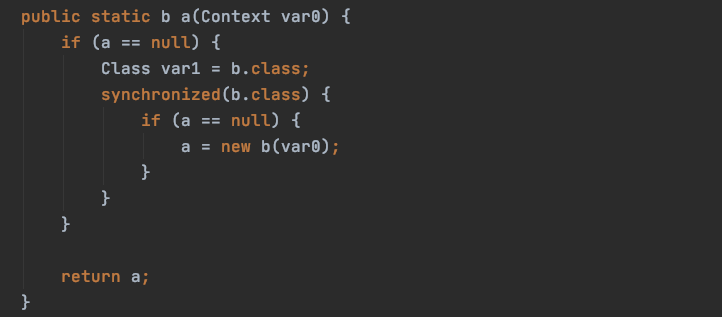 public static b a(Context var0) {
    if (a == null) {
        Class var1 = b.class;
        synchronized(b.class) {
            if (a == null) {
                a = new b(var0);
            }
        }
    }

    return a;
}